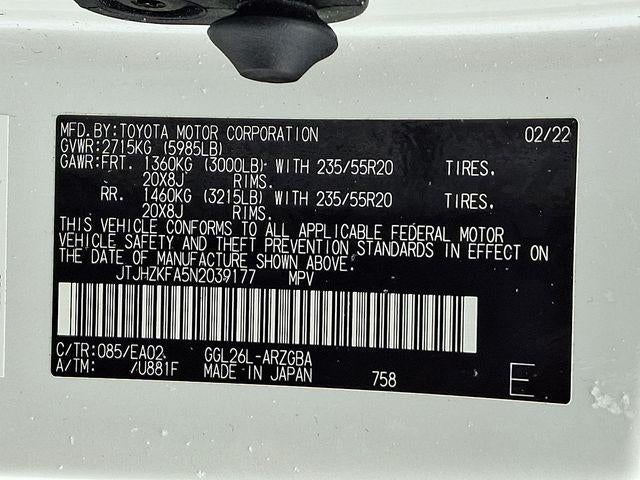 MFD. BY: TOYOTA MOTOR CORPORATION 02/22
GVWR: 2715KG (5985LB)
GAWR: FRT. 1360KG (3000LB) WITH 235/55R20 TIRES.
20X8J RIMS.
RR. 1460KG (3215LB) WITH 235/55R20 TIRES.
20X8J RIMS.
THIS VEHICLE CONFORMS TO ALL APPLICABLE FEDERAL MOTOR
VEHICLE SAFETY AND THEFT PREVENTION STANDARDS IN EFFECT ON
THE DATE OF MANUFACTURE SHOWN ABOVE.
JTJHZKFA5N2039177 MPV
C/TR: 085/EA02 GGL26L-ARZGBA
A/TM: /U881F MADE IN JAPAN 758 E